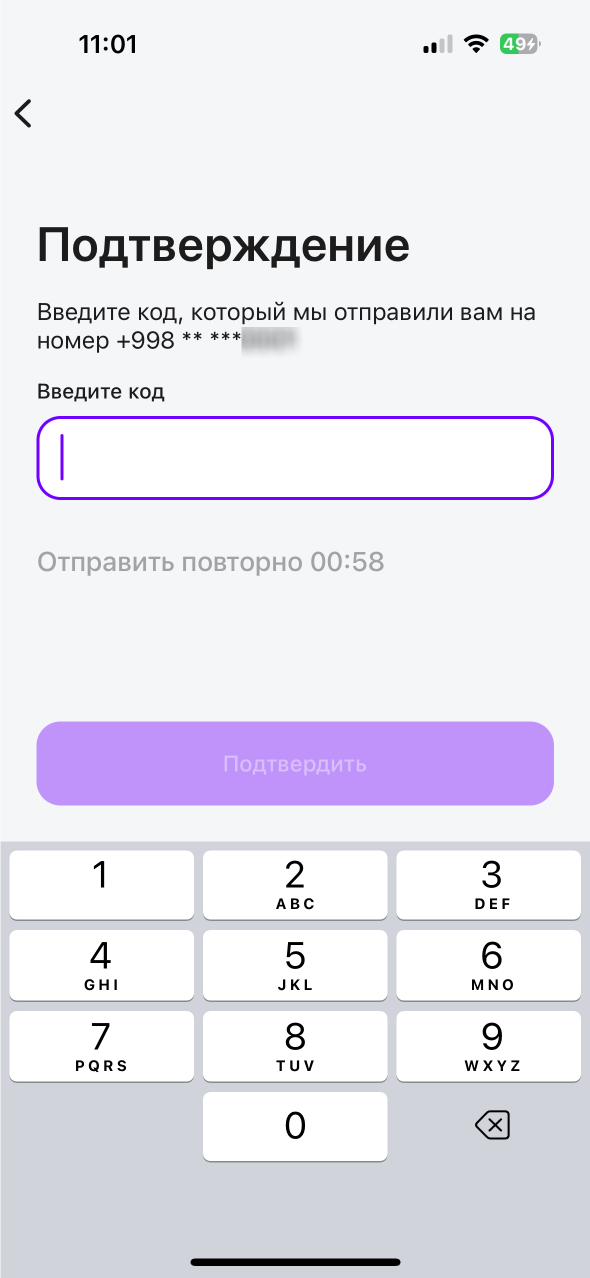 11:01
49
Подтверждение
Введите код, который мы отправили вам на
номер +998 ** ***
Введите код
Отправить повторно 00:58
Подтвердить
1
2
ABC
3
DEF
4
GHI
5
JKL
6
MNO
7
PQRS
8
TUV
9
WXYZ
0